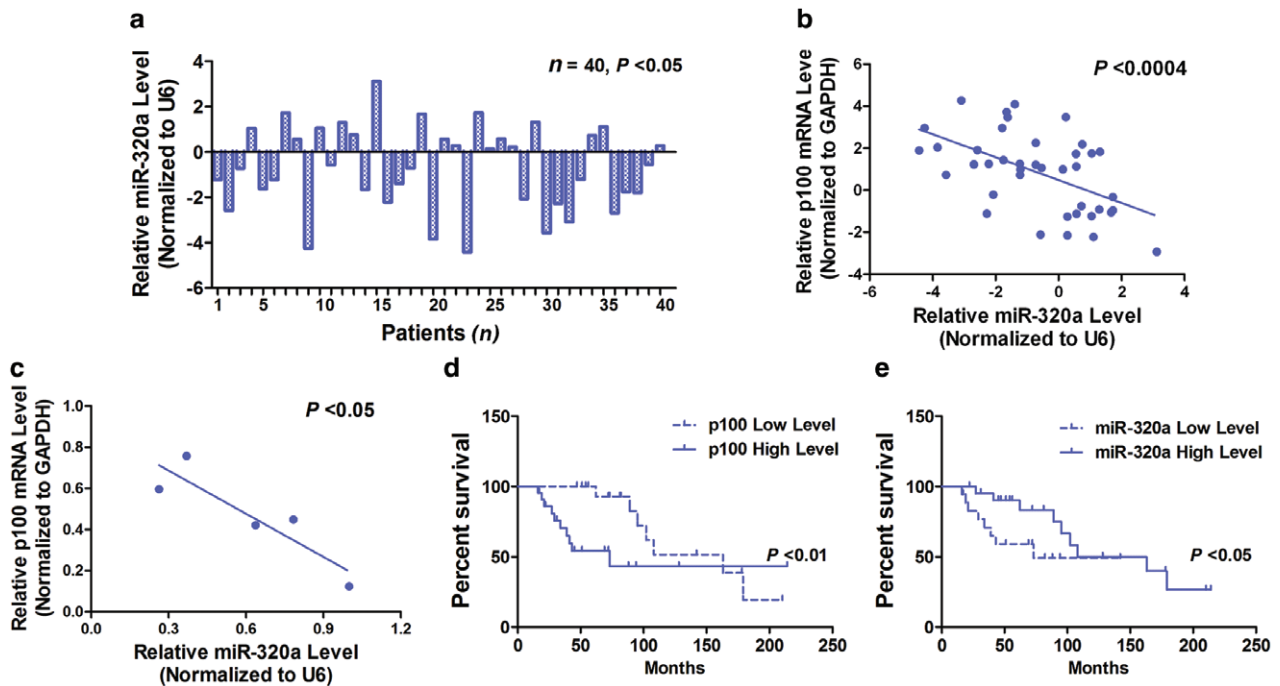 a
Relative miR-320a Level
(Normalized to U6)
4
2
0
-2
-4
-6
n = 40, P <0.05
1
5
10
15
20
25
30
35
40
Patients (n)
b
Relative p100 mRNA Leve
(Normalized to GAPDH)
6
4
2
0
-2
-4
P <0.0004
-6
-4
-2
0
2
4
Relative miR-320a Level
(Normalized to U6)
c
Relative p100 mRNA Level
(Normalized to GAPDH)
1.0
0.8
0.6
0.4
0.2
0.0
P <0.05
0.0
0.3
0.6
0.9
1.2
Relative miR-320a Level
(Normalized to U6)
d
Percent survival
150
100
50
0
p100 Low Level
p100 High Level
P <0.01
0
50
100
150
200
250
Months
e
Percent survival
150
100
50
0
miR-320a Low Level
miR-320a High Level
P <0.05
0
50
100
150
200
250
Months